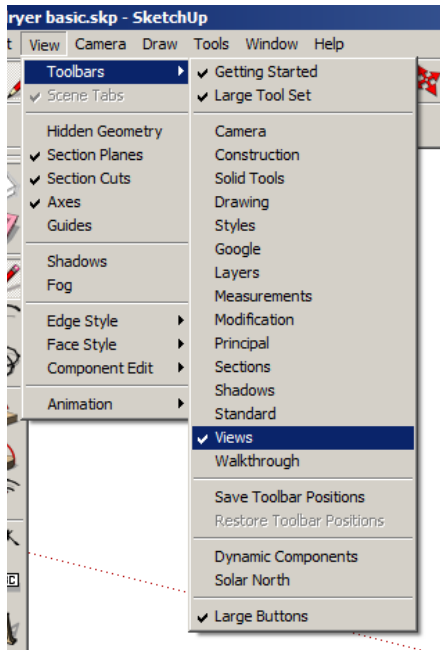 ryer basic.skp - SketchUp
t View Camera Draw Tools Window Help
Toolbars
Scene Tabs
Hidden Geometry
Section Planes
Section Cuts
Axes
Guides
Shadows
Fog
Edge Style
Face Style
Component Edit
Animation
Getting Started
Large Tool Set
Camera
Construction
Solid Tools
Drawing
Styles
Google
Layers
Measurements
Modification
Principal
Sections
Shadows
Standard
Views
Walkthrough
Save Toolbar Positions
Restore Toolbar Positions
Dynamic Components
Solar North
Large Buttons